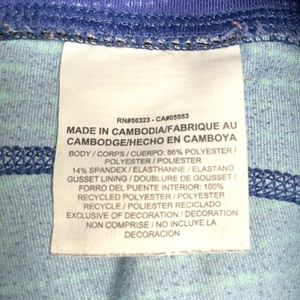 RN#56323 - CA#05553
MADE IN CAMBODIA/FABRIQUE AU
CAMBODGE/HECHO EN CAMBOYA
BODY / CORPS / CUERPO: 86% POLYESTER /
POLYESTER / POLIESTER
14% SPANDEX / ELASTHANNE / ELASTANO
GUSSET LINING / DOUBLURE DE GOUSSET /
FORRO DEL PUENTE INTERIOR: 100%
RECYCLED POLYESTER / POLYESTER
RECYCLE / POLIESTER RECICLADO
EXCLUSIVE OF DECORATION / DECORATION
NON COMPRISE / NO INCLUYE LA
DECORACION